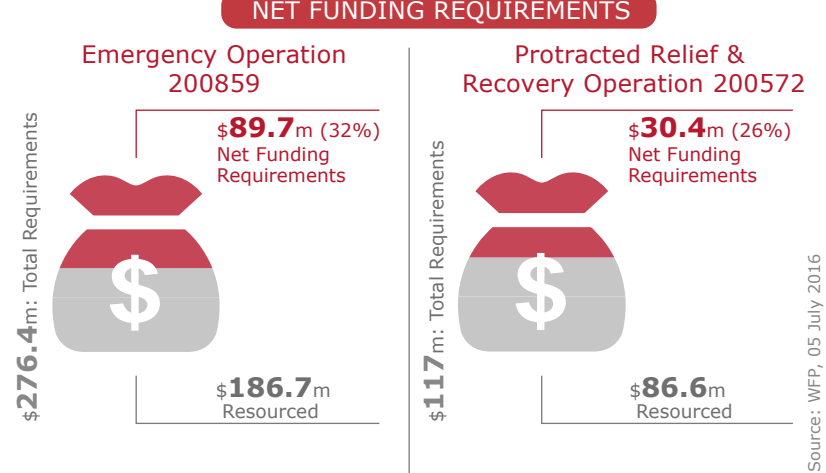 NET FUNDING REQUIREMENTS
Emergency Operation
200859
$89.7m (32%)
Net Funding
Requirements
$276.4m: Total Requirements
$
$186.7m
Resourced
Protracted Relief &
Recovery Operation 200572
$30.4m (26%)
Net Funding
Requirements
$117m: Total Requirements
$
$86.6m
Resourced
Source: WFP, 05 July 2016